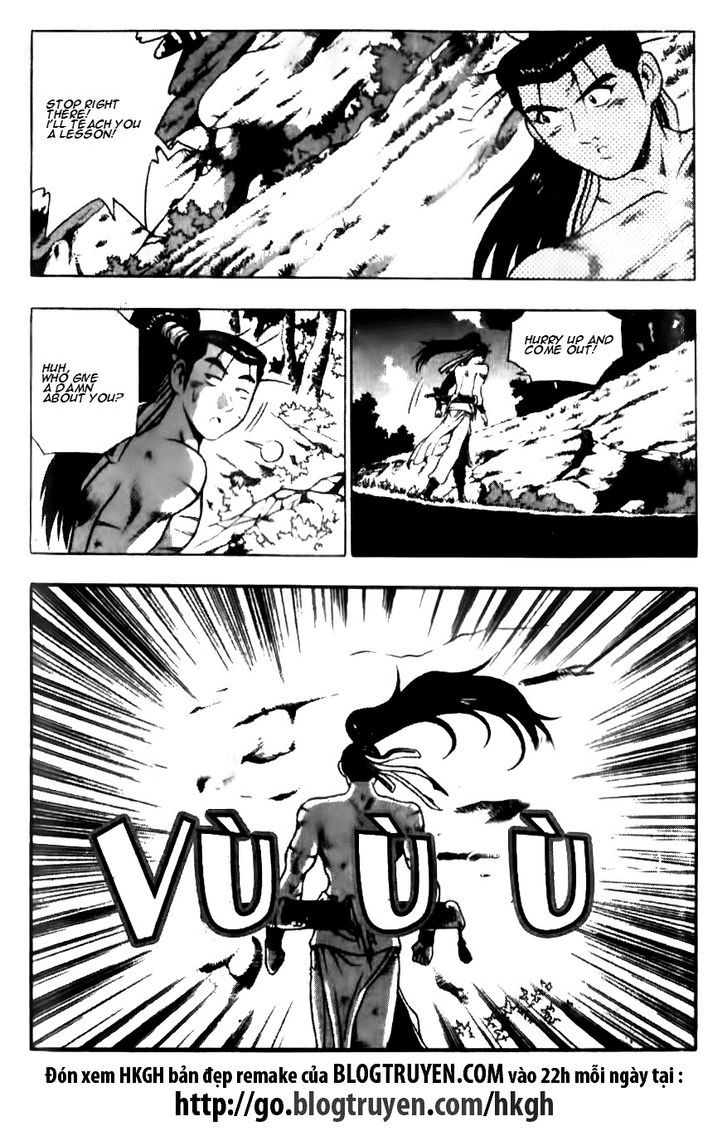 STOP RIGHT
THERE!
I'LL TEACH YOU
A LESSON!
HUH,
WHO GIVE
A DAMN
ABOUT YOU?
HURRY UP AND
COME OUT!
VÙ Ù Ù
Đón xem HKGH bản đẹp remake của BLOGTRUYEN.COM vào 22h mỗi ngày tại :
http://go.blogtruyen.com/hkgh